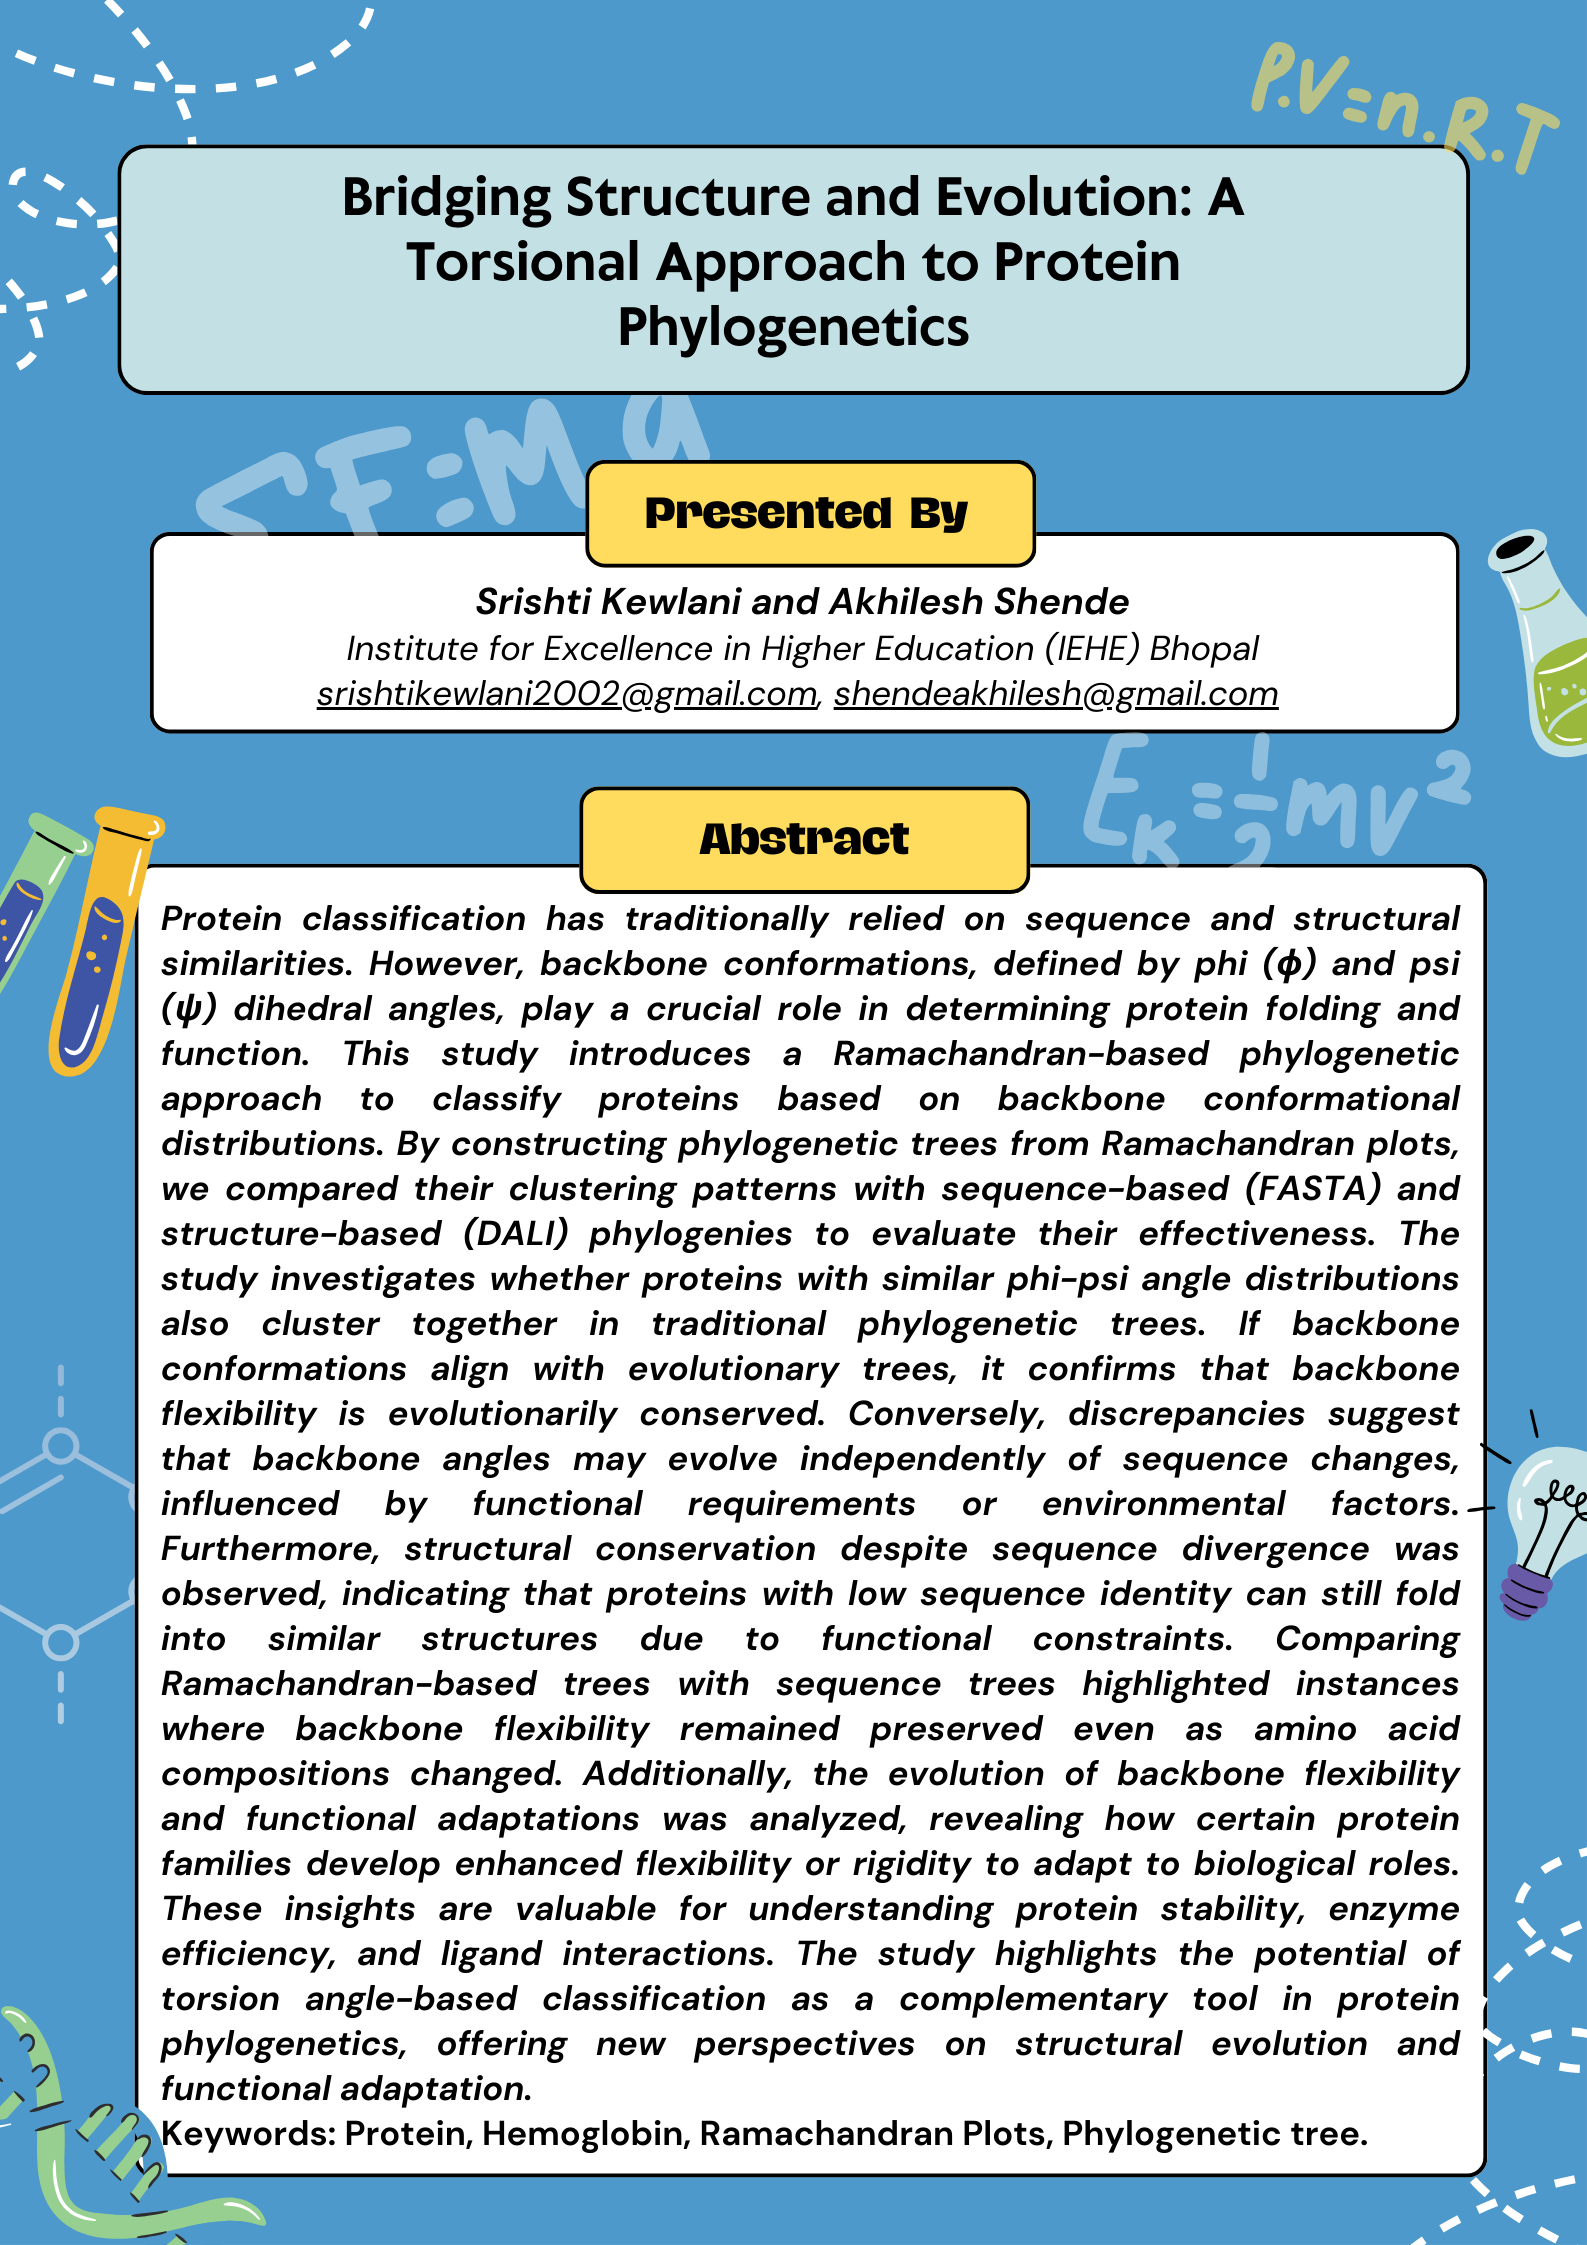 P.V=n.R.T
Bridging Structure and Evolution: A
Torsional Approach to Protein
Phylogenetics
ΣF=Ma
Presented By
Srishti Kewlani and Akhilesh Shende
Institute for Excellence in Higher Education (IEHE) Bhopal
srishtikewlani2002@gmail.com, shendeakhilesh@gmail.com
Eᴋ=½mv²
Abstract
Protein classification has traditionally relied on sequence and structural
similarities. However, backbone conformations, defined by phi (ϕ) and psi
(ψ) dihedral angles, play a crucial role in determining protein folding and
function. This study introduces a Ramachandran-based phylogenetic
approach to classify proteins based on backbone conformational
distributions. By constructing phylogenetic trees from Ramachandran plots,
we compared their clustering patterns with sequence-based (FASTA) and
structure-based (DALI) phylogenies to evaluate their effectiveness. The
study investigates whether proteins with similar phi-psi angle distributions
also cluster together in traditional phylogenetic trees. If backbone
conformations align with evolutionary trees, it confirms that backbone
flexibility is evolutionarily conserved. Conversely, discrepancies suggest
that backbone angles may evolve independently of sequence changes,
influenced by functional requirements or environmental factors.
Furthermore, structural conservation despite sequence divergence was
observed, indicating that proteins with low sequence identity can still fold
into similar structures due to functional constraints. Comparing
Ramachandran-based trees with sequence trees highlighted instances
where backbone flexibility remained preserved even as amino acid
compositions changed. Additionally, the evolution of backbone flexibility
and functional adaptations was analyzed, revealing how certain protein
families develop enhanced flexibility or rigidity to adapt to biological roles.
These insights are valuable for understanding protein stability, enzyme
efficiency, and ligand interactions. The study highlights the potential of
torsion angle-based classification as a complementary tool in protein
phylogenetics, offering new perspectives on structural evolution and
functional adaptation.
Keywords: Protein, Hemoglobin, Ramachandran Plots, Phylogenetic tree.